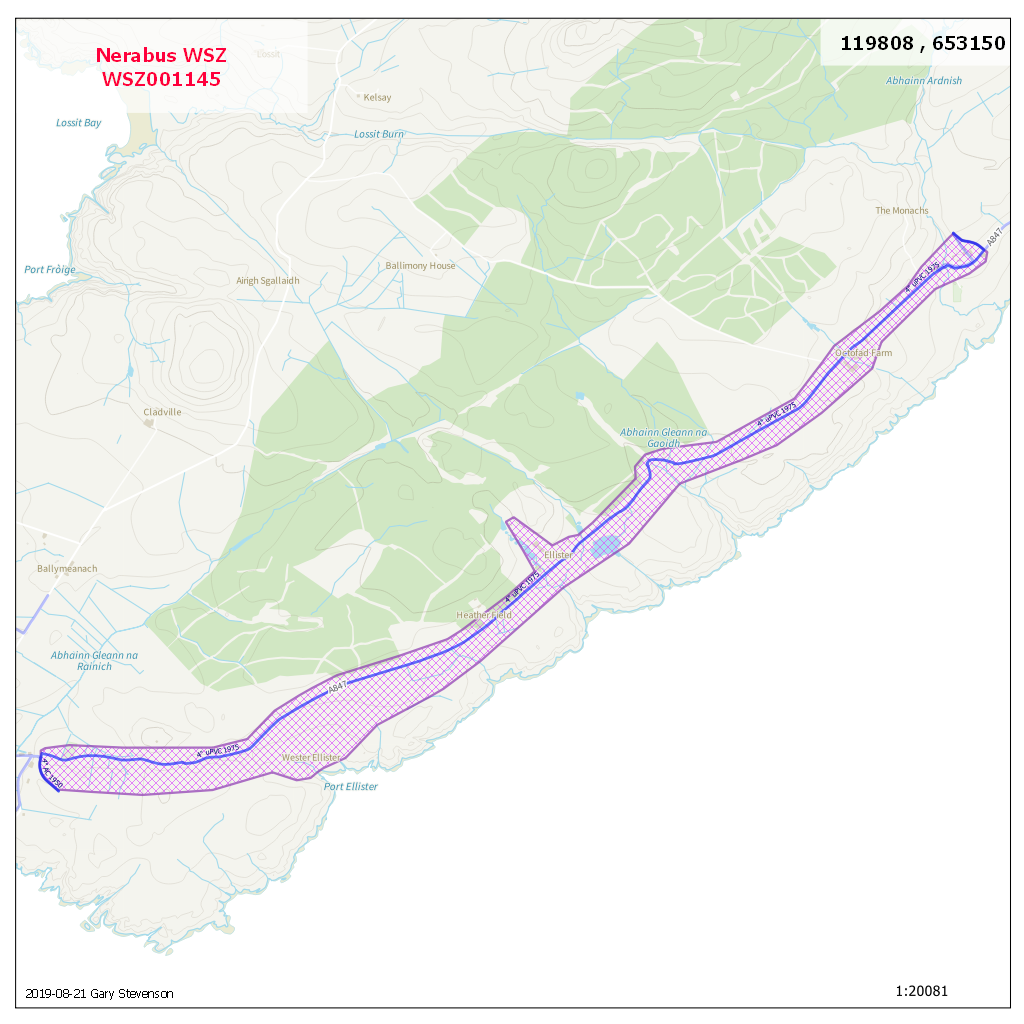 Nerabus WSZ
WSZ001145
119808 , 653150
Lossit
Kelsay
Abhainn Ardnish
Lossit Bay
Lossit Burn
The Monachs
A847
Port Fròige
Ballimony House
Airigh Sgallaidh
4" uPVC 1975
Octofad Farm
Cladville
4" uPVC 1975
Abhainn Gleann na
Gaoidh
Ellister
Ballymeanach
4" uPVC 1975
Heather Field
Abhainn Gleann na
Rainich
A847
4" uPVC 1975
Wester Ellister
4" AC 1950
Port Ellister
2019-08-21 Gary Stevenson
1:20081